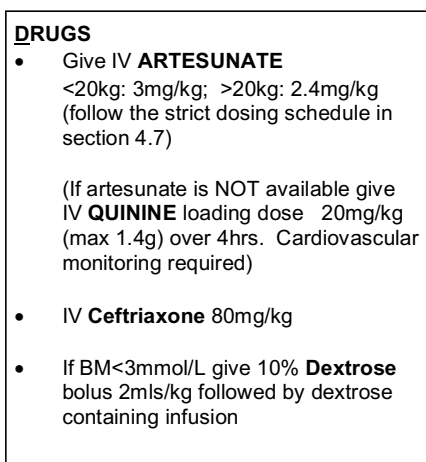 DRUGS
• Give IV ARTESUNATE
<20kg: 3mg/kg; >20kg: 2.4mg/kg
(follow the strict dosing schedule in
section 4.7)
(If artesunate is NOT available give
IV QUININE loading dose 20mg/kg
(max 1.4g) over 4hrs. Cardiovascular
monitoring required)
• IV Ceftriaxone 80mg/kg
• If BM<3mmol/L give 10% Dextrose
bolus 2mls/kg followed by dextrose
containing infusion